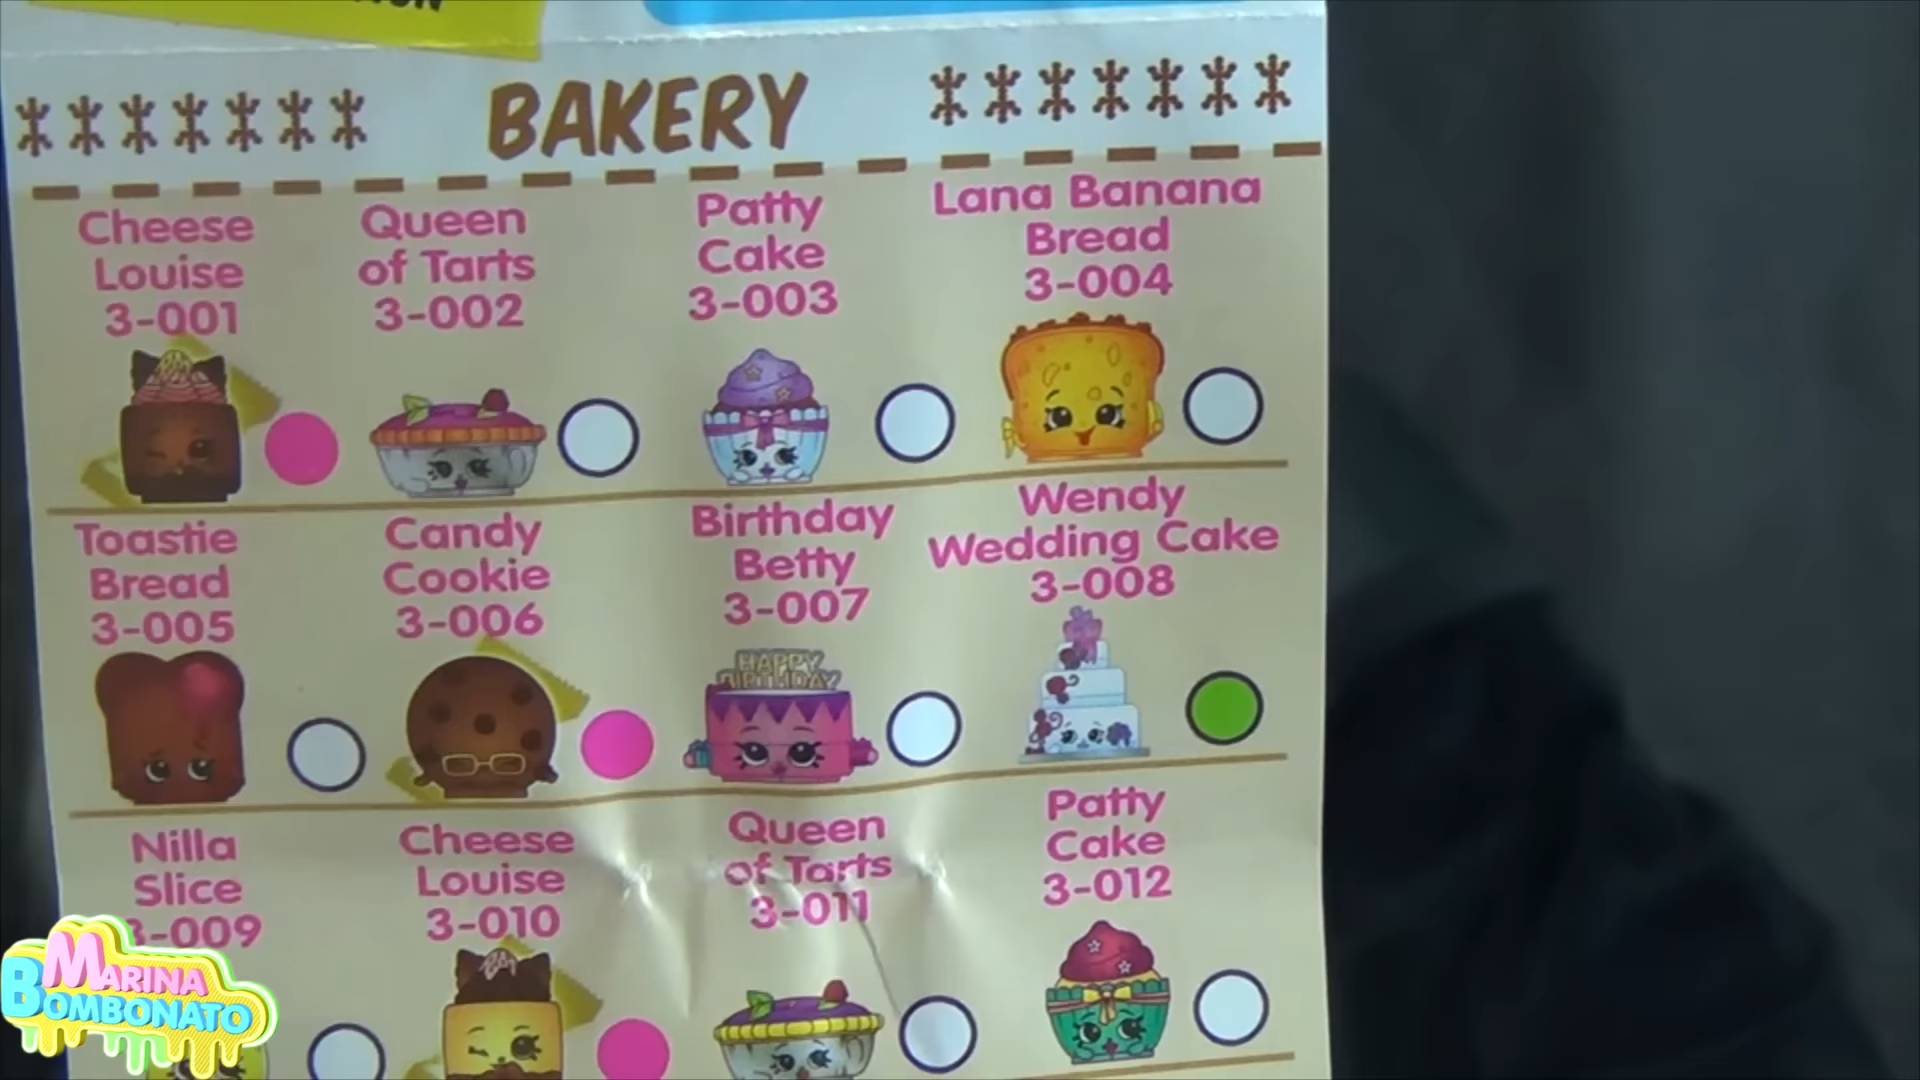 BAKERY
Cheese
Louise
3-001
Queen
of Tarts
3-002
Patty
Cake
3-003
Lana Banana
Bread
3-004
Toastie
Bread
3-005
Candy
Cookie
3-006
Birthday
Betty
3-007
HAPPY
BIRTHDAY
Wendy
Wedding Cake
3-008
Nilla
Slice
3-009
Cheese
Louise
3-010
Queen
of Tarts
3-011
Patty
Cake
3-012
MARINA
BOMBONATO